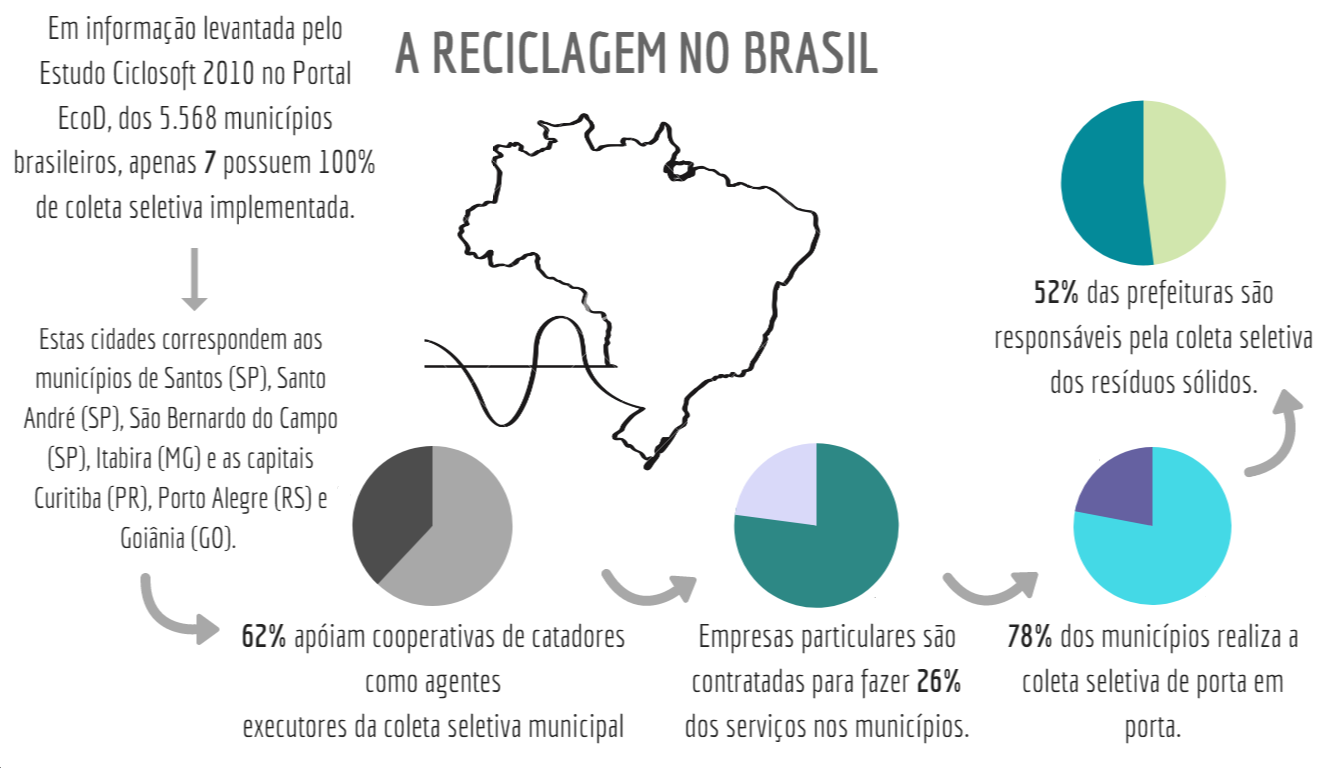 A RECICLAGEM NO BRASIL
Em informação levantada pelo
Estudo Ciclosoft 2010 no Portal
EcoD, dos 5.568 municípios
brasileiros, apenas 7 possuem 100%
de coleta seletiva implementada.
Estas cidades correspondem aos
municípios de Santos (SP), Santo
André (SP), São Bernardo do Campo
(SP), Itabira (MG) e as capitais
Curitiba (PR), Porto Alegre (RS) e
Goiânia (GO).
62% apóiam cooperativas de catadores
como agentes
executores da coleta seletiva municipal
Empresas particulares são
contratadas para fazer 26%
dos serviços nos municípios.
78% dos municípios realiza a
coleta seletiva de porta em
porta.
52% das prefeituras são
responsáveis pela coleta seletiva
dos resíduos sólidos.